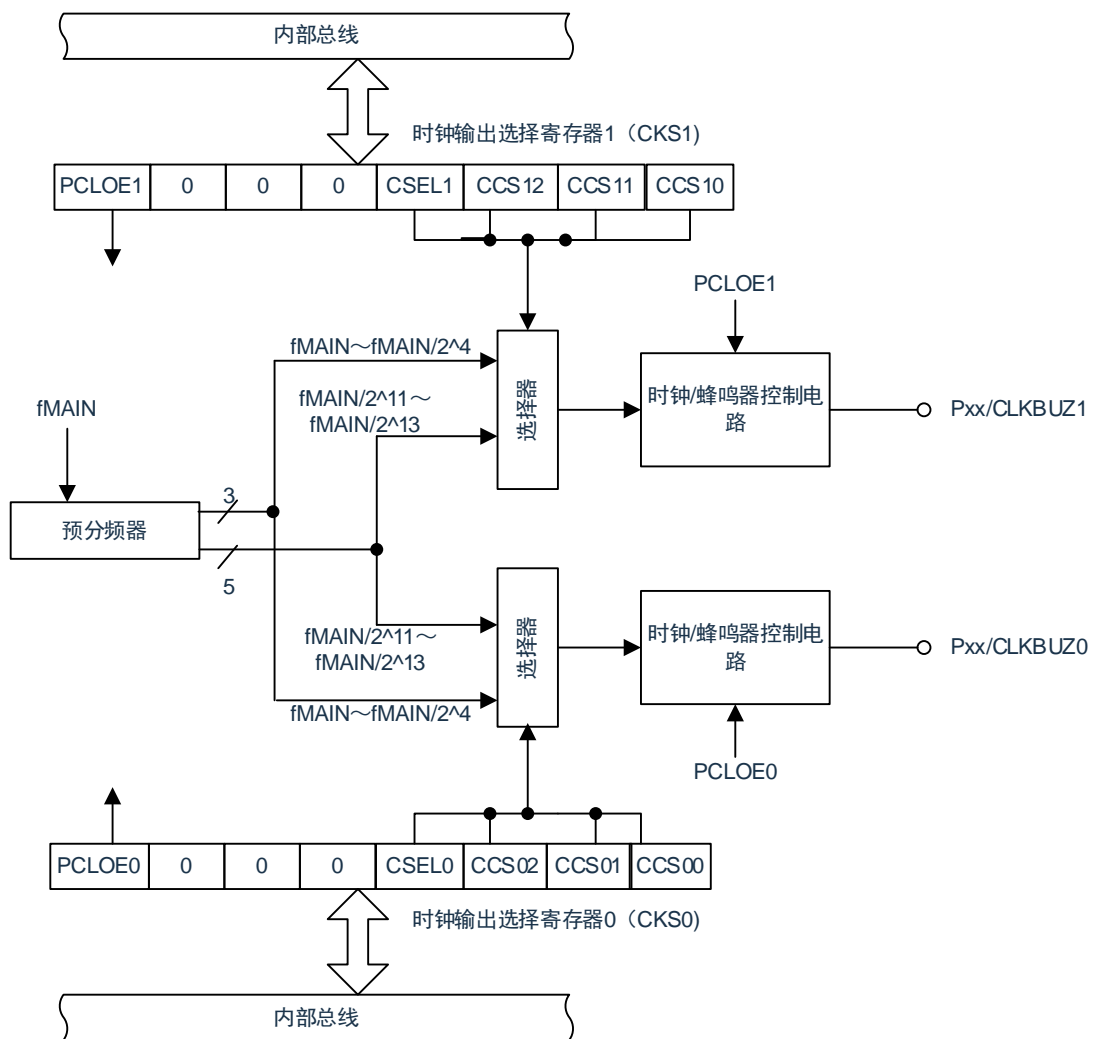 内部总线
时钟输出选择寄存器1（CKS1)
PCLOE1 0 0 0 CSEL1 CCS12 CCS11 CCS10
PCLOE1
fMAIN～fMAIN/2^4
选择器
时钟/蜂鸣器控制电
路
fMAIN/2^11～
fMAIN/2^13
Pxx/CLKBUZ1
fMAIN
3
预分频器
5
fMAIN/2^11～
fMAIN/2^13
选择器
时钟/蜂鸣器控制电
路
Pxx/CLKBUZ0
fMAIN～fMAIN/2^4
PCLOE0
PCLOE0 0 0 0 CSEL0 CCS02 CCS01 CCS00
时钟输出选择寄存器0（CKS0)
内部总线